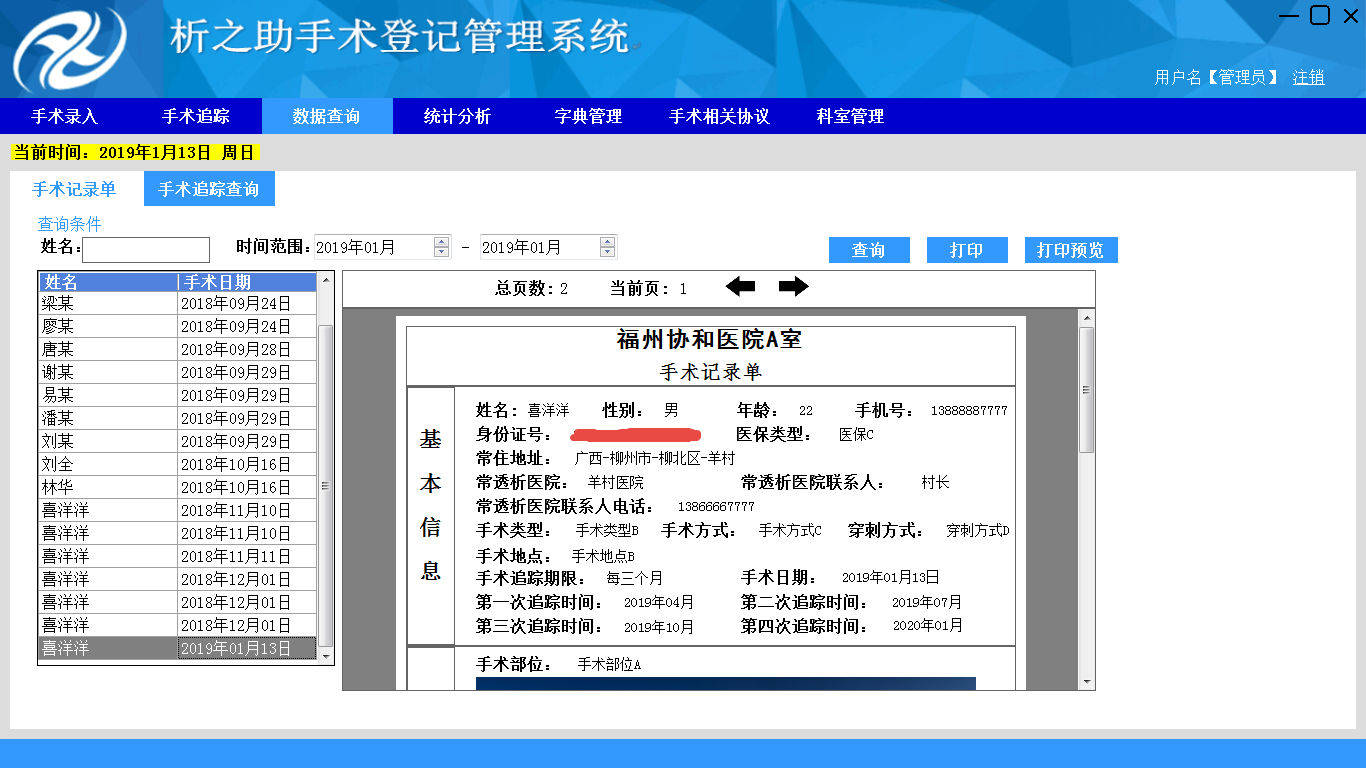 析之助手术登记管理系统
用户名【管理员】 注销
手术录入 手术追踪 数据查询 统计分析 字典管理 手术相关协议 科室管理
当前时间：2019年1月13日 周日
手术记录单 手术追踪查询
查询条件
姓名： 时间范围：2019年01月 - 2019年01月 查询 打印 打印预览
姓名 手术日期
梁某 2018年09月24日
廖某 2018年09月24日
唐某 2018年09月28日
谢某 2018年09月29日
易某 2018年09月29日
潘某 2018年09月29日
刘某 2018年09月29日
刘全 2018年10月16日
林华 2018年10月16日
喜洋洋 2018年11月10日
喜洋洋 2018年11月10日
喜洋洋 2018年11月11日
喜洋洋 2018年12月01日
喜洋洋 2018年12月01日
喜洋洋 2018年12月01日
喜洋洋 2019年01月13日
总页数：2 当前页：1
福州协和医院A室
手术记录单
基本信息
姓名：喜洋洋 性别：男 年龄：22 手机号：13888887777
身份证号： 医保类型：医保C
常住地址：广西-柳州市-柳北区-羊村
常透析医院：羊村医院 常透析医院联系人：村长
常透析医院联系人电话：13866667777
手术类型：手术类型B 手术方式：手术方式C 穿刺方式：穿刺方式D
手术地点：手术地点B
手术追踪期限：每三个月 手术日期：2019年01月13日
第一次追踪时间：2019年04月 第二次追踪时间：2019年07月
第三次追踪时间：2019年10月 第四次追踪时间：2020年01月
手术部位：手术部位A